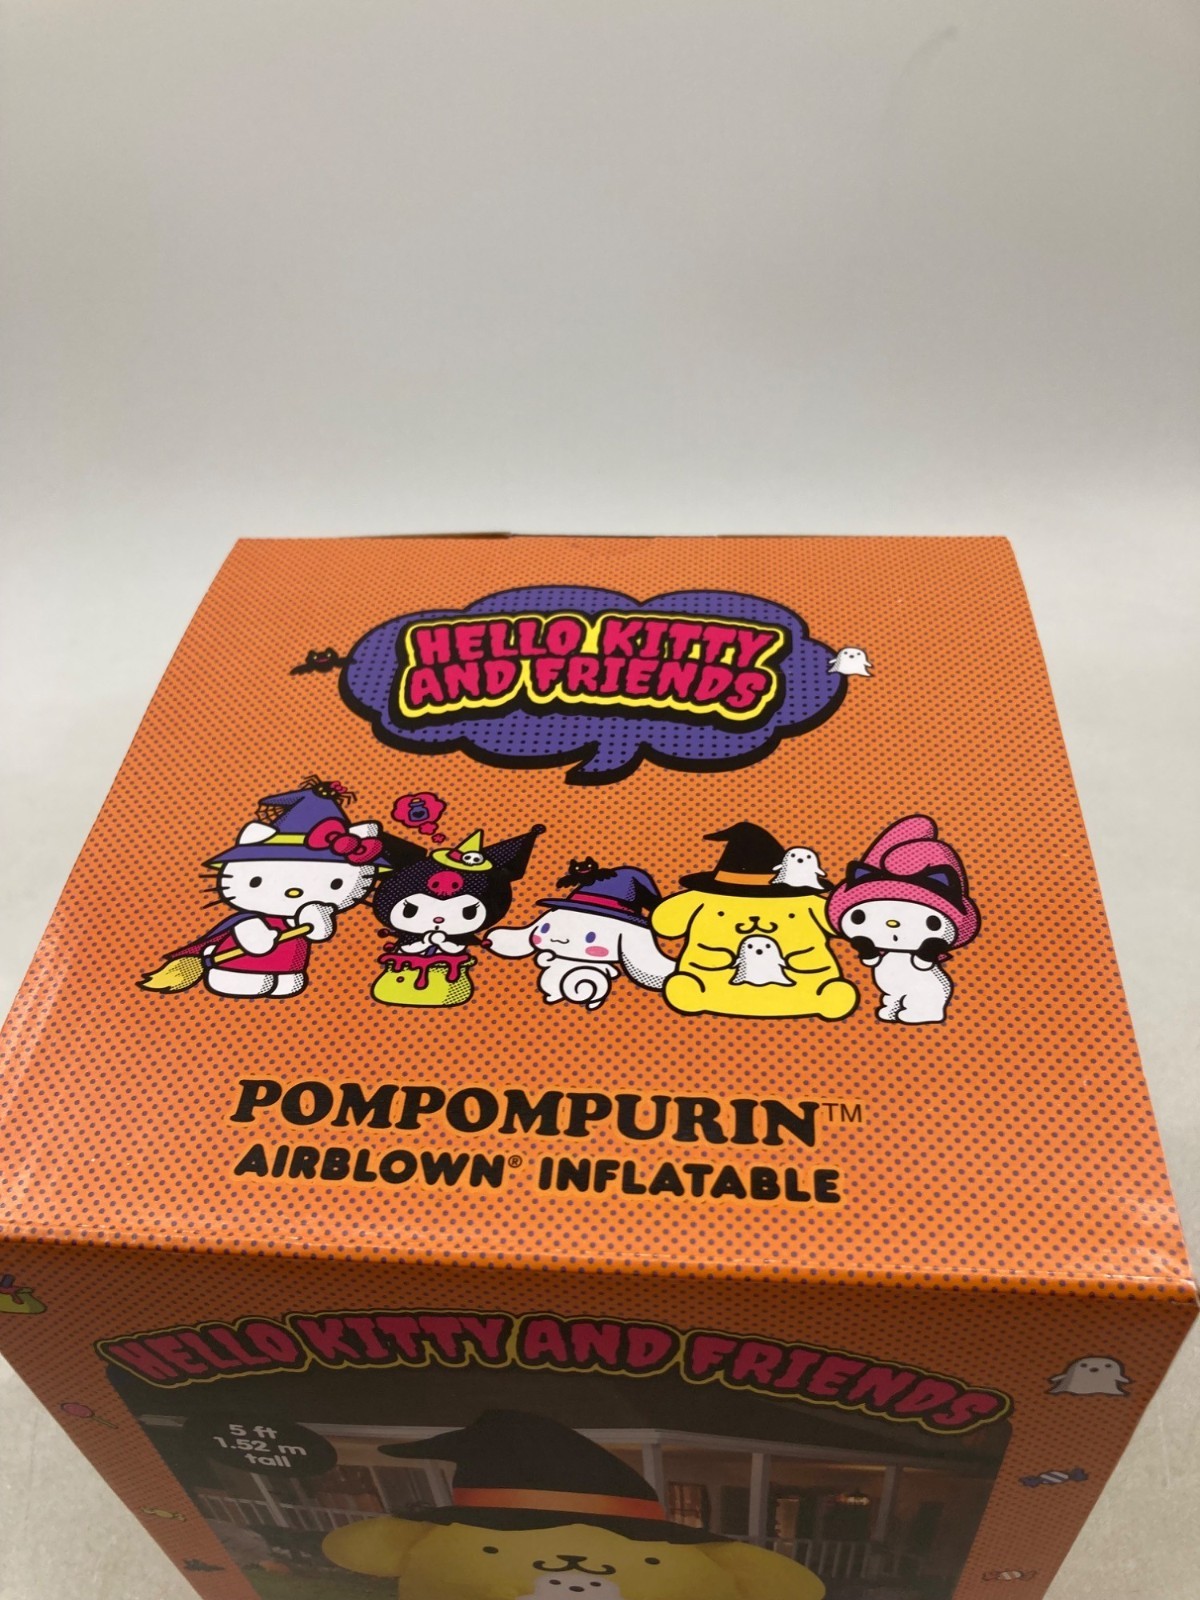 HELLO KITTY
AND FRIENDS
POMPOMPURIN™
AIRBLOWN® INFLATABLE
HELLO KITTY AND FRIENDS
5 ft
1.52 m
tall